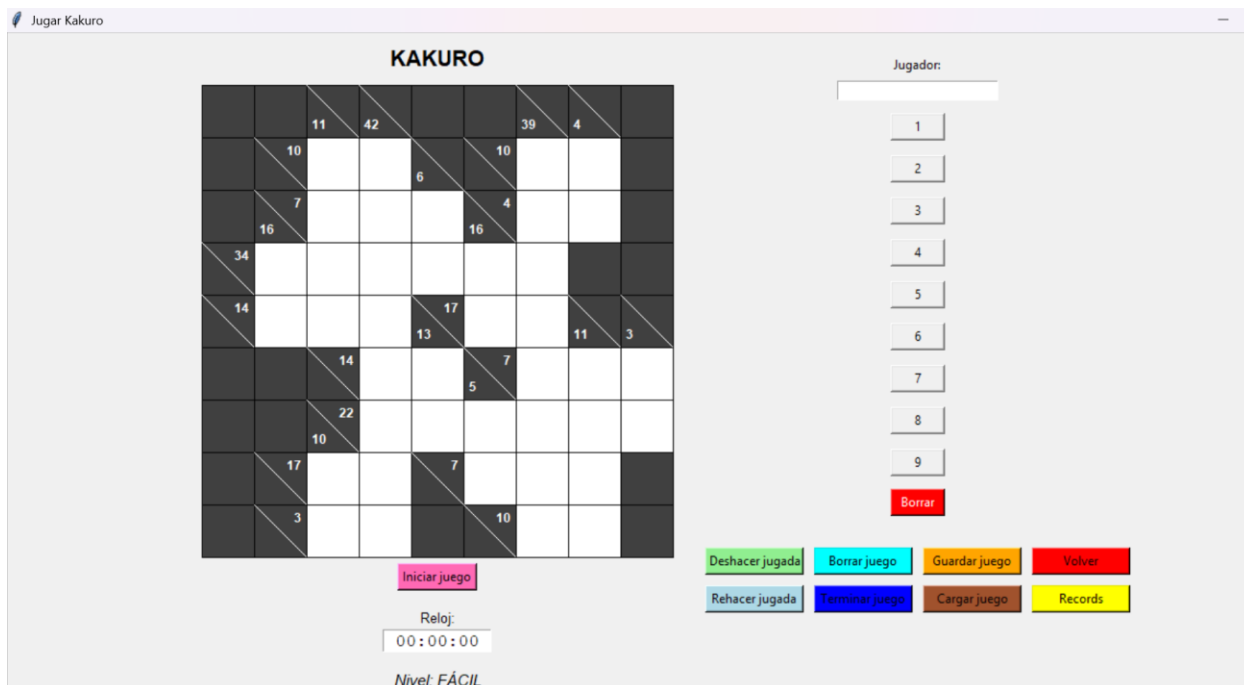 Jugar Kakuro
KAKURO
Jugador:
11 42 39 4
10 10
6
7 4
16 16
34
14 17
13 11 3
14 7
5
22
10
17 7
3 10
1
2
3
4
5
6
7
8
9
Borrar
Deshacer jugada Borrar juego Guardar juego Volver
Rehacer jugada Terminar juego Cargar juego Records
Iniciar juego
Reloj:
00:00:00
Nivel: FÁCIL